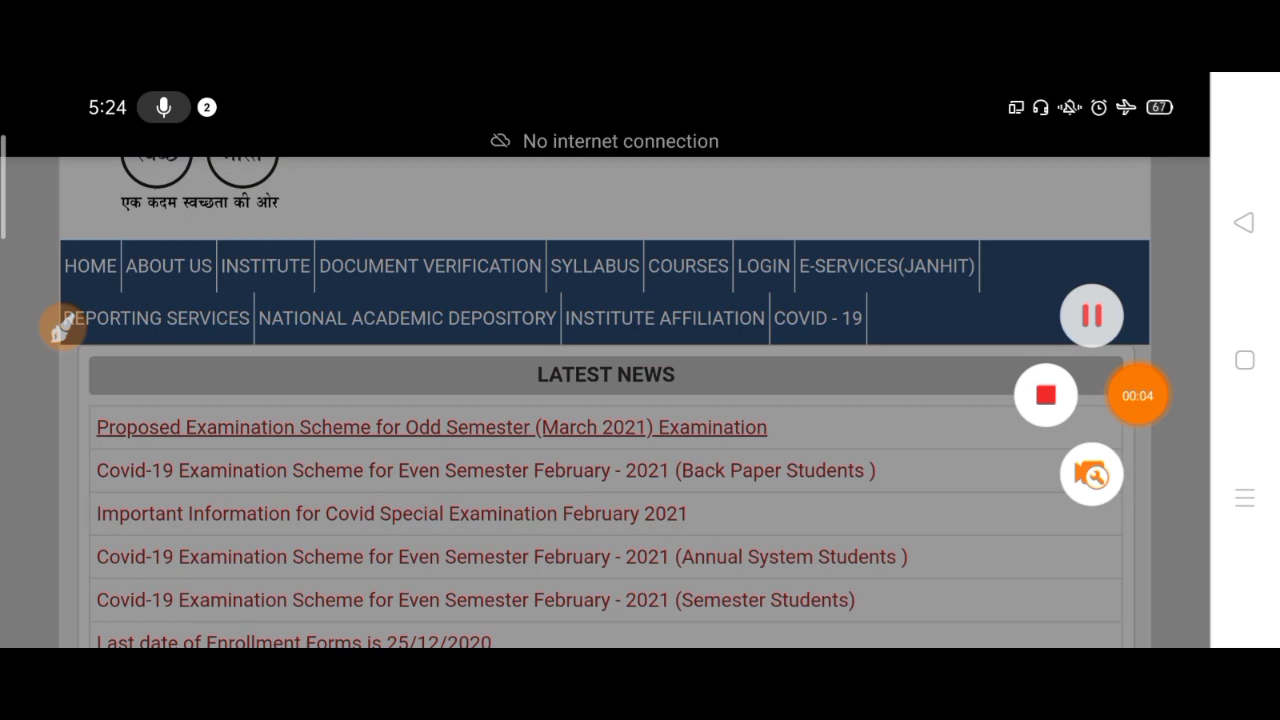 5:24 2 67
No internet connection
स्वच्छ भारत
एक कदम स्वच्छता की ओर
HOME ABOUT US INSTITUTE DOCUMENT VERIFICATION SYLLABUS COURSES LOGIN E-SERVICES(JANHIT)
REPORTING SERVICES NATIONAL ACADEMIC DEPOSITORY INSTITUTE AFFILIATION COVID - 19
LATEST NEWS
00:04
Proposed Examination Scheme for Odd Semester (March 2021) Examination
Covid-19 Examination Scheme for Even Semester February - 2021 (Back Paper Students )
Important Information for Covid Special Examination February 2021
Covid-19 Examination Scheme for Even Semester February - 2021 (Annual System Students )
Covid-19 Examination Scheme for Even Semester February - 2021 (Semester Students)
Last date of Enrollment Forms is 25/12/2020